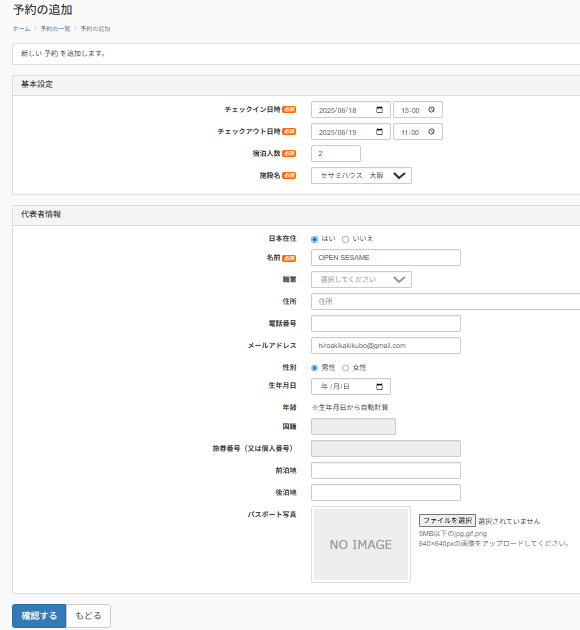 予約の追加
ホーム / 予約の一覧 / 予約の追加
新しい 予約 を追加します。
基本設定
チェックイン日時 必須 2025/06/18 15:00
チェックアウト日時 必須 2025/06/19 11:00
宿泊人数 必須 2
施設名 必須 セサミハウス 大阪
代表者情報
日本在住 はい いいえ
名前 必須 OPEN SESAME
職業 選択してください
住所 住所
電話番号
メールアドレス hiroakikakikubo@gmail.com
性別 男性 女性
生年月日 年 /月/日
年齢 ※生年月日から自動計算
国籍
旅券番号（又は個人番号）
前泊地
後泊地
パスポート写真 NO IMAGE ファイルを選択 選択されていません
5MB以下のjpg,gif,png
640×640pxの画像をアップロードしてください。
確認する もどる